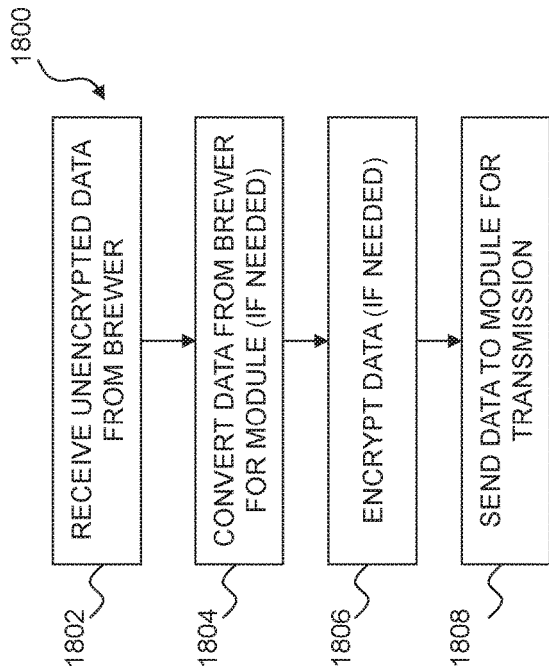 1800
1802
RECEIVE UNENCRYPTED DATA
FROM BREWER
1804
CONVERT DATA FROM BREWER
FOR MODULE (IF NEEDED)
1806
ENCRYPT DATA (IF NEEDED)
1808
SEND DATA TO MODULE FOR
TRANSMISSION